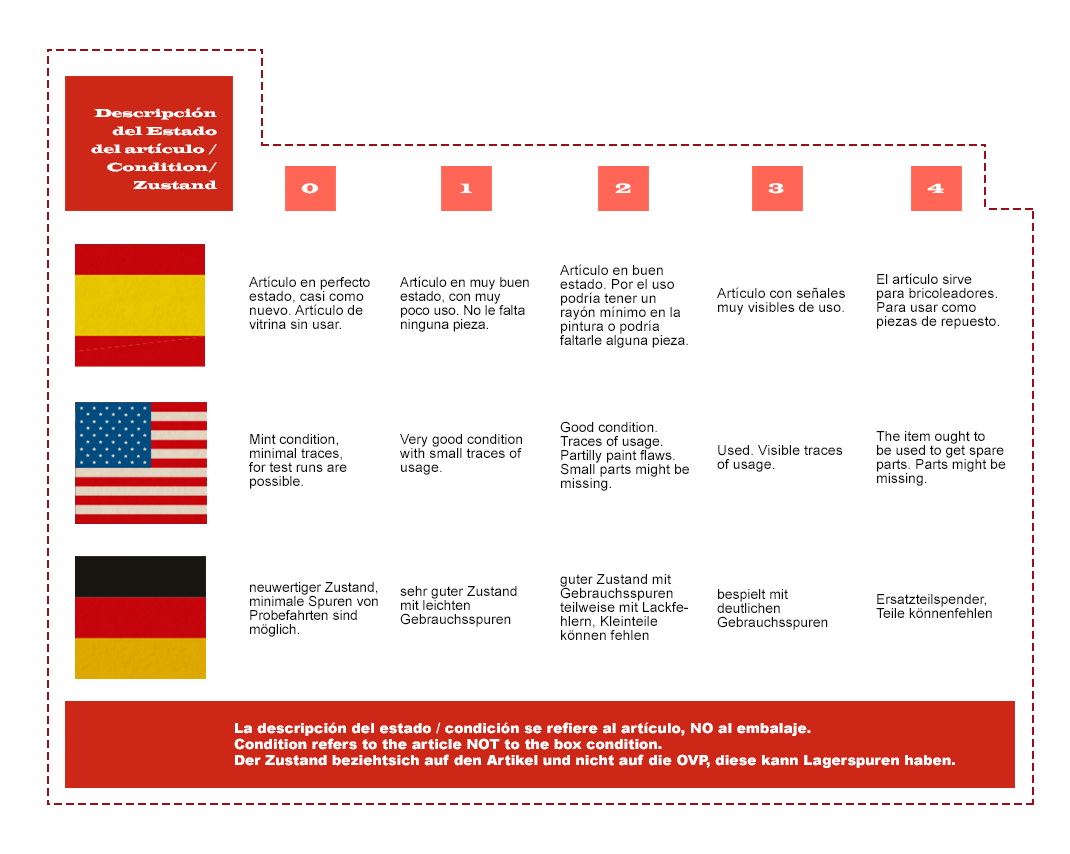 Descripción
del Estado
del artículo /
Condition/
Zustand
0
1
2
3
4
Artículo en perfecto
estado, casi como
nuevo. Artículo de
vitrina sin usar.
Artículo en muy buen
estado, con muy
poco uso. No le falta
ninguna pieza.
Artículo en buen
estado. Por el uso
podría tener un
rayón mínimo en la
pintura o podría
faltarle alguna pieza.
Artículo con señales
muy visibles de uso.
El artículo sirve
para bricoleadores.
Para usar como
piezas de repuesto.
Mint condition,
minimal traces,
for test runs are
possible.
Very good condition
with small traces of
usage.
Good condition.
Traces of usage.
Partilly paint flaws.
Small parts might be
missing.
Used. Visible traces
of usage.
The item ought to
be used to get spare
parts. Parts might be
missing.
neuwertiger Zustand,
minimale Spuren von
Probefahrten sind
möglich.
sehr guter Zustand
mit leichten
Gebrauchsspuren
guter Zustand mit
Gebrauchsspuren
teilweise mit Lackfe-
hlern, Kleinteile
können fehlen
bespielt mit
deutlichen
Gebrauchsspuren
Ersatzteilspender,
Teile könnenfehlen
La descripción del estado / condición se refiere al artículo, NO al embalaje.
Condition refers to the article NOT to the box condition.
Der Zustand beziehtsich auf den Artikel und nicht auf die OVP, diese kann Lagerspuren haben.